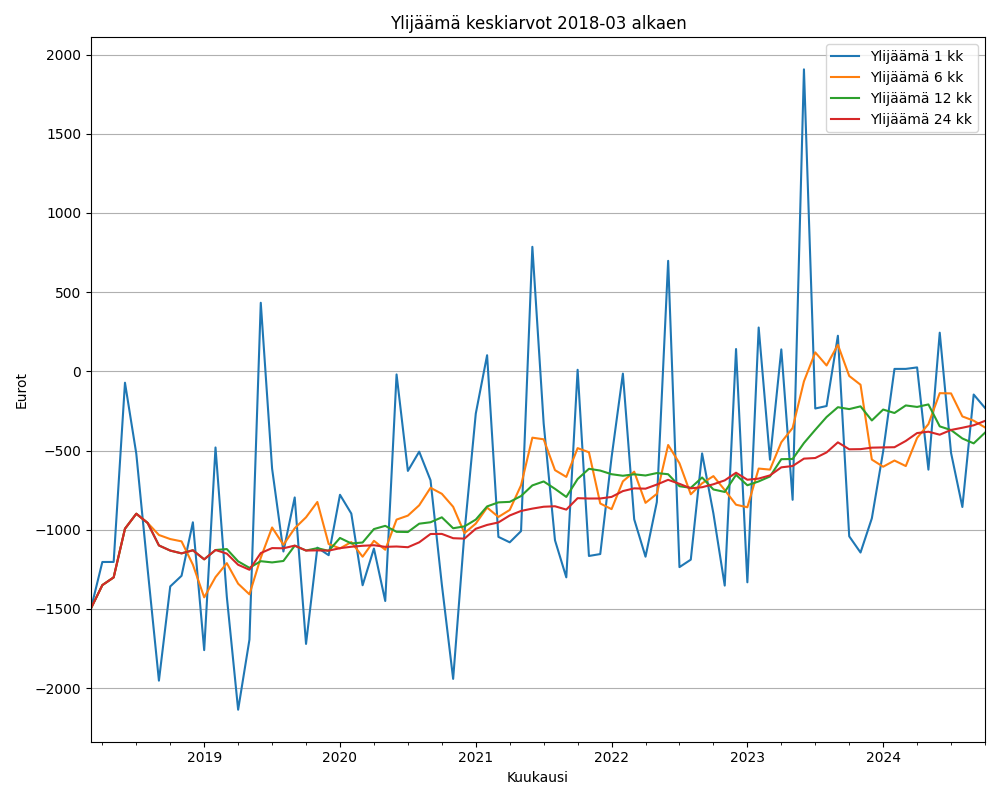 Ylijäämä keskiarvot 2018-03 alkaen
Ylijäämä 1 kk
Ylijäämä 6 kk
Ylijäämä 12 kk
Ylijäämä 24 kk
Eurot
2000
1500
1000
500
0
−500
−1000
−1500
−2000
2019 2020 2021 2022 2023 2024
Kuukausi